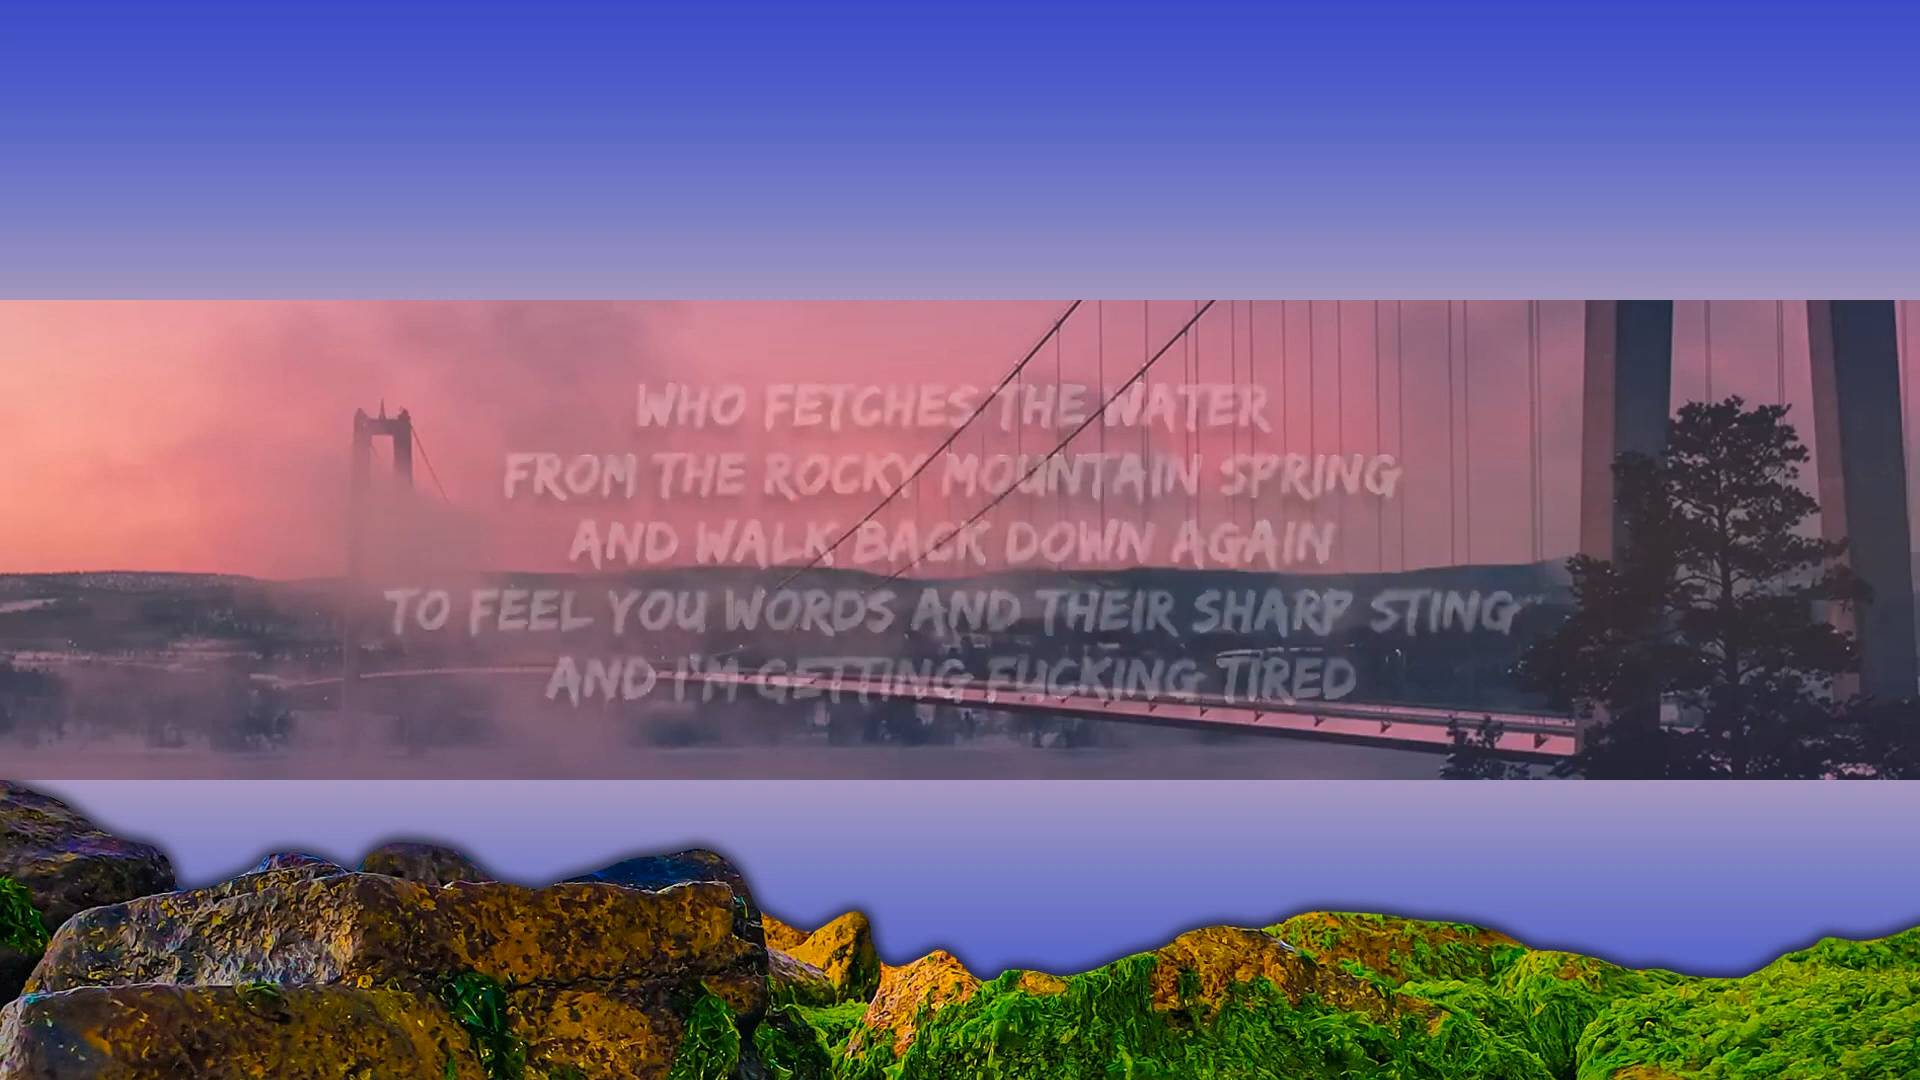 WHO FETCHES THE WATER
FROM THE ROCKY MOUNTAIN SPRING
AND WALK BACK DOWN AGAIN
TO FEEL YOU WORDS AND THEIR SHARP STING
AND I'M GETTING FUCKING TIRED